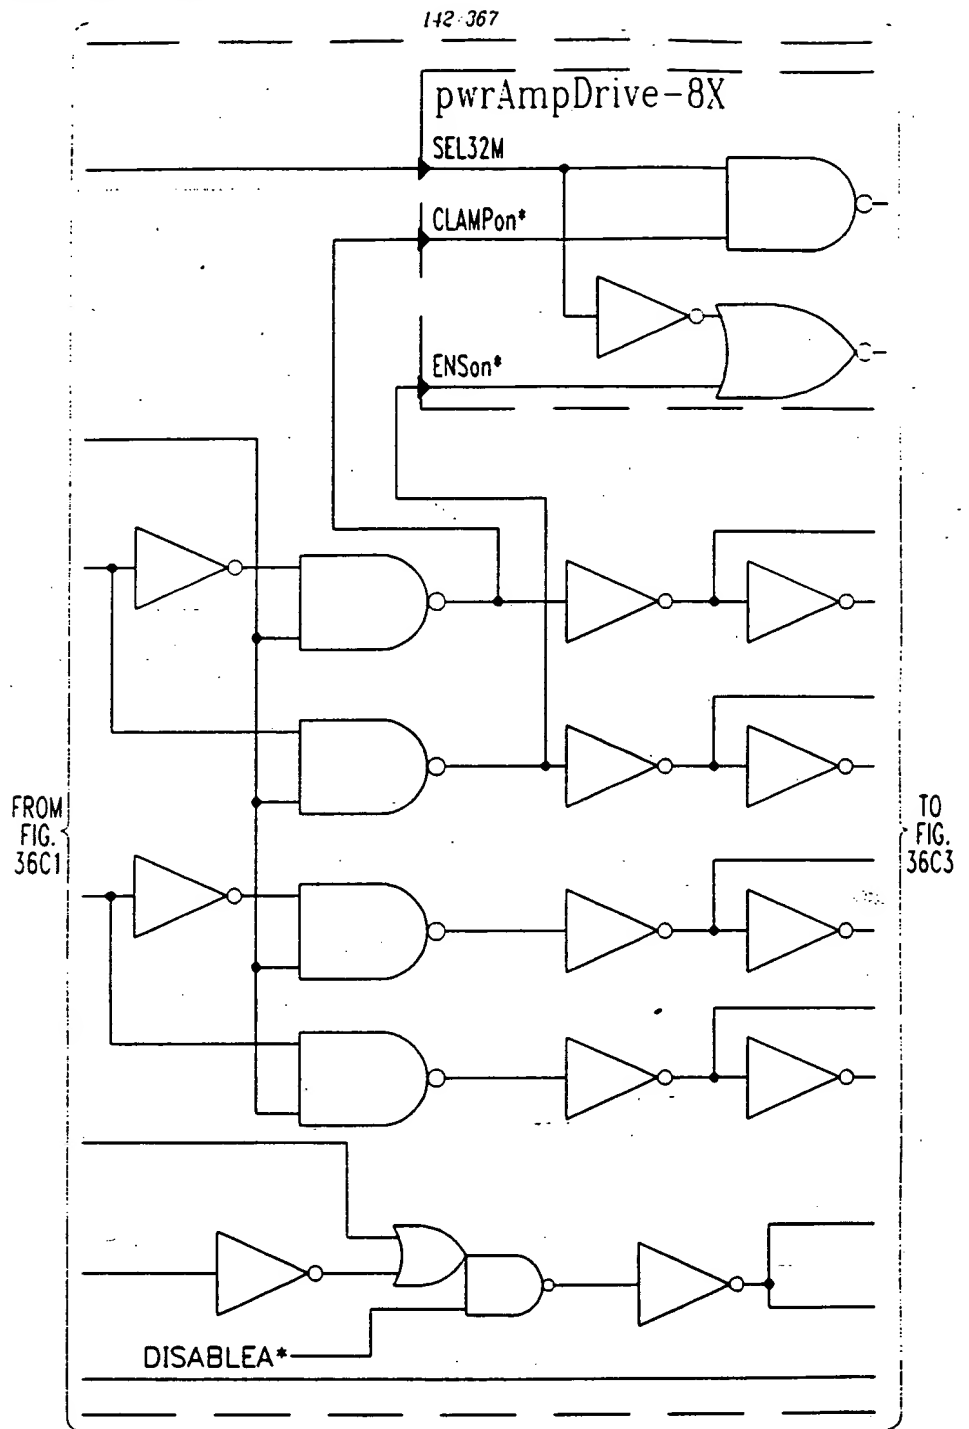 142/367
pwrAmpDrive-8X
SEL32M
CLAMPon*
ENSon*
FROM
FIG.
36C1
TO
FIG.
36C3
DISABLEA*